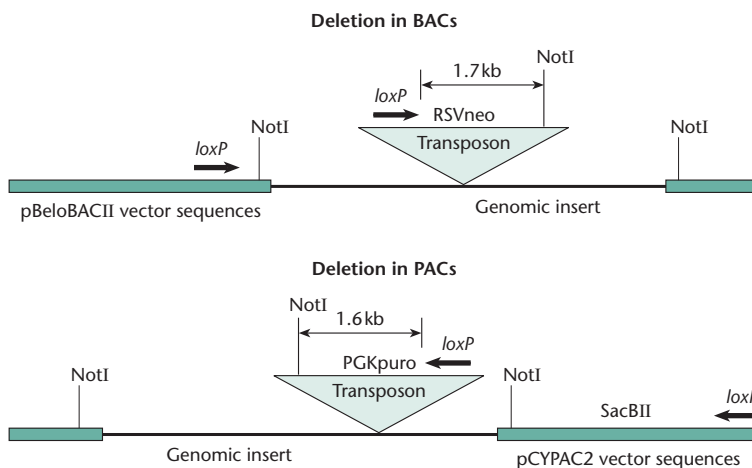 Deletion in BACs
NotI
1.7 kb
loxP
RSVneo
NotI
NotI
loxP
Transposon
pBeloBACII vector sequences
Genomic insert
Deletion in PACs
NotI
1.6 kb
loxP
PGKpuro
NotI
NotI
Transposon
SacBII
loxP
Genomic insert
pCYPAC2 vector sequences